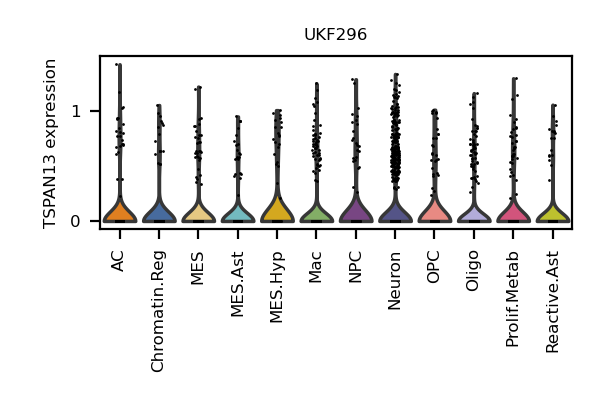 UKF296
TSPAN13 expression
1
0
AC
Chromatin.Reg
MES
MES.Ast
MES.Hyp
Mac
NPC
Neuron
OPC
Oligo
Prolif.Metab
Reactive.Ast